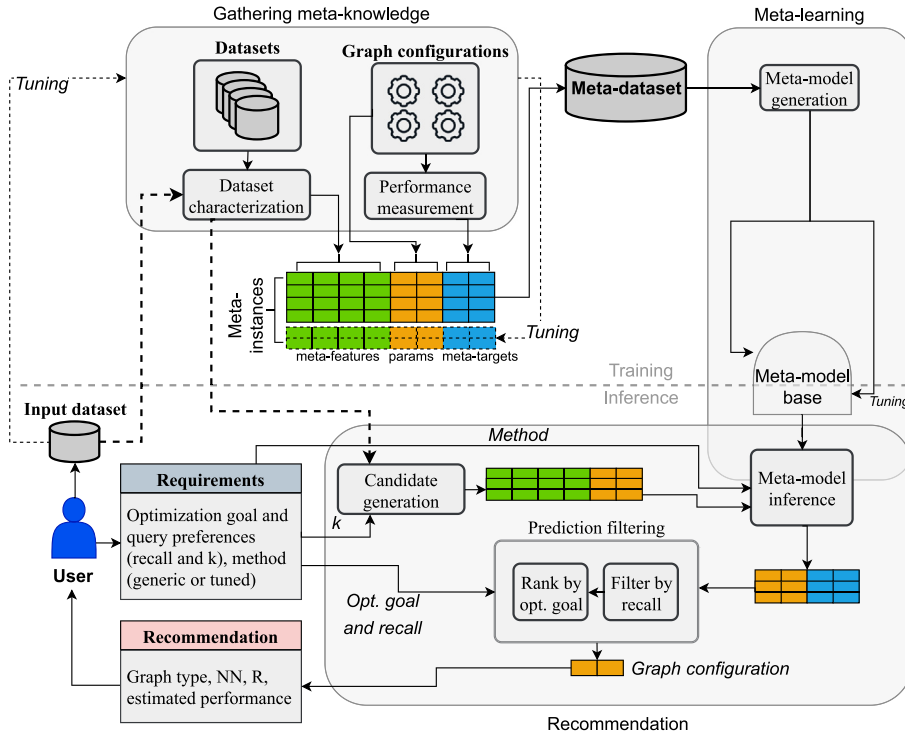 Gathering meta-knowledge
Meta-learning
Datasets
Graph configurations
Tuning
Meta-dataset
Meta-model
generation
Dataset
characterization
Performance
measurement
Meta-
instances
Tuning
meta-features
params
meta-targets
Training
Inference
Meta-model
base
Tuning
Input dataset
Method
Requirements
Optimization goal and
query preferences
(recall and k), method
(generic or tuned)
User
k
Candidate
generation
Meta-model
inference
Prediction filtering
Rank by
opt. goal
Filter by
recall
Opt. goal
and recall
Recommendation
Graph type, NN, R,
estimated performance
Graph configuration
Recommendation